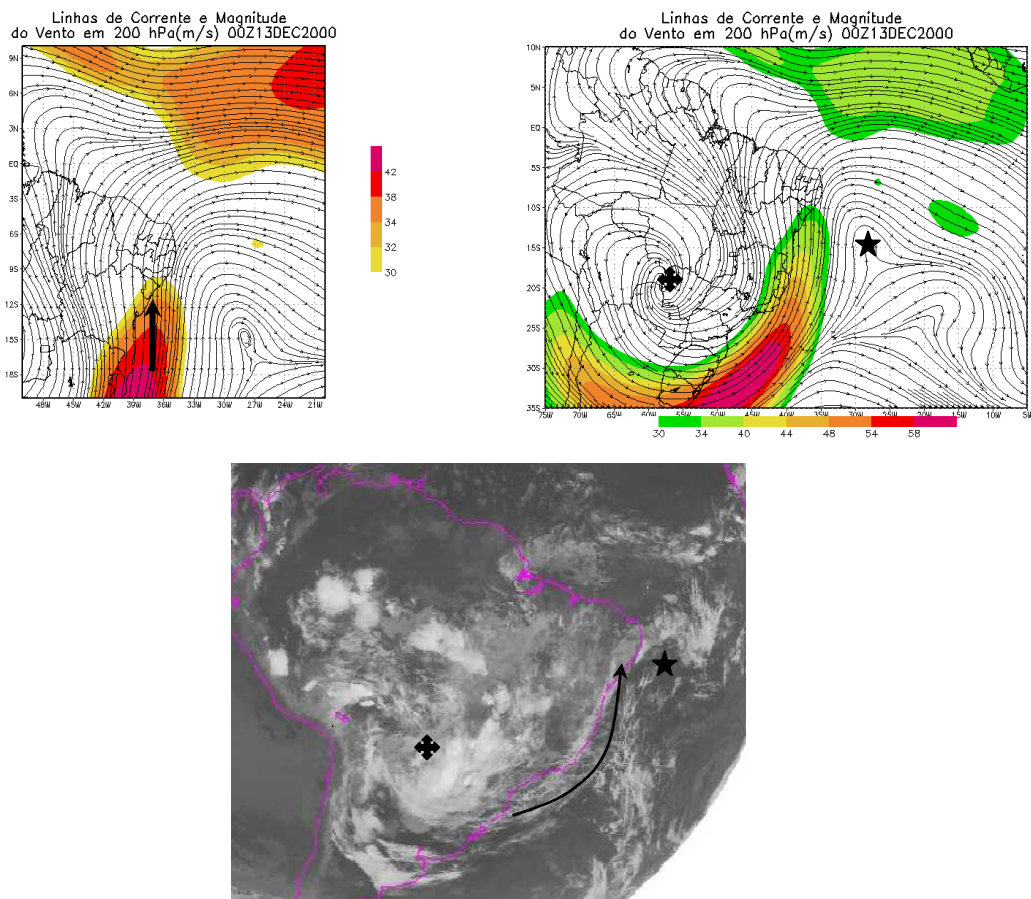 Linhas de Corrente e Magnitude
do Vento em 200 hPa(m/s) 00Z13DEC2000
9N
6N
3N
EQ
3S
6S
9S
12S
15S
18S
48W 45W 42W 39W 36W 33W 30W 27W 24W 21W
42
38
34
32
30
Linhas de Corrente e Magnitude
do Vento em 200 hPa(m/s) 00Z13DEC2000
10N
5N
EQ
5S
10S
15S
20S
25S
30S
35S
75W 70W 65W 60W 55W 50W 45W 40W 35W 30W 25W 20W 15W 10W 5W
30 34 40 44 48 54 58